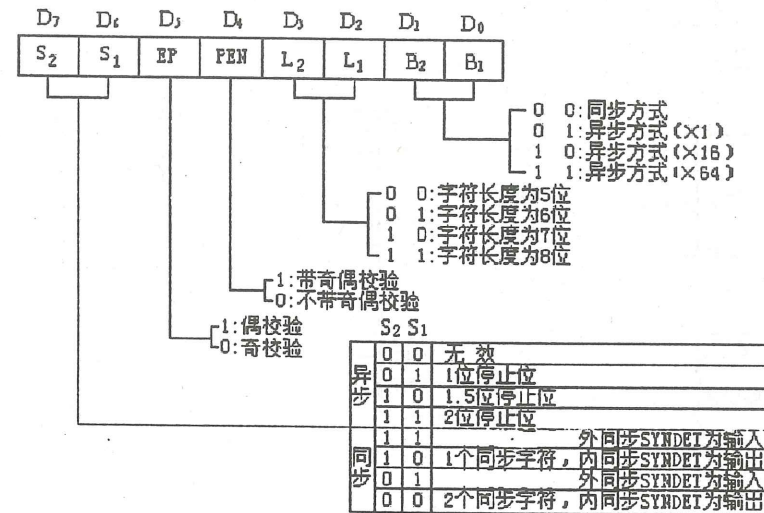 D7 D6 D5 D4 D3 D2 D1 D0
S2 S1 EP PEN L2 L1 B2 B1
0 0:同步方式
0 1:异步方式(×1)
1 0:异步方式(×16)
1 1:异步方式(×64)
0 0:字符长度为5位
0 1:字符长度为6位
1 0:字符长度为7位
1 1:字符长度为8位
1:带奇偶校验
0:不带奇偶校验
1:偶校验
0:奇校验
S2 S1
异步
0 0 无效
0 1 1位停止位
1 0 1.5位停止位
1 1 2位停止位
同步
1 1 外同步SYNDET为输入
1 0 1个同步字符,内同步SYNDET为输出
0 1 外同步SYNDET为输入
0 0 2个同步字符,内同步SYNDET为输出